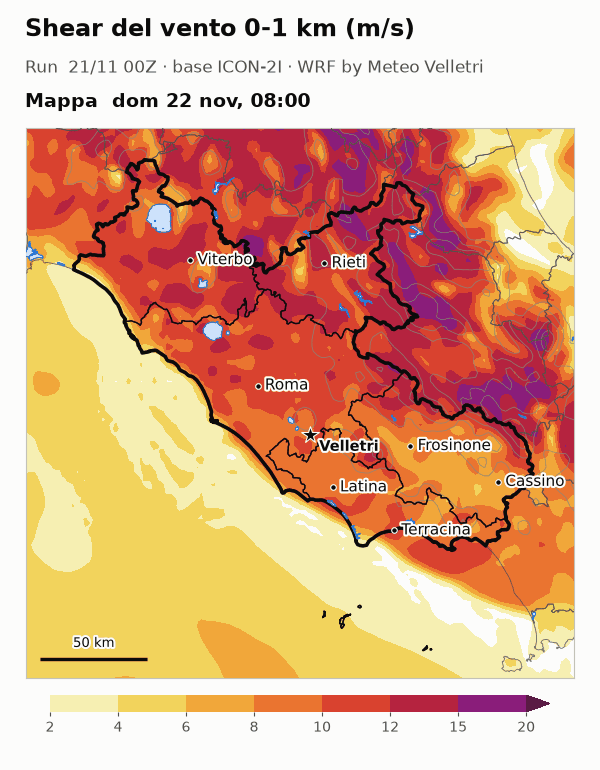 Shear del vento 0-1 km (m/s)
Run  21/11 00Z · base ICON-2I · WRF by Meteo Velletri
Mappa  dom 22 nov, 08:00
Viterbo
Rieti
Roma
Velletri
Frosinone
Latina
Cassino
Terracina
50 km
2 4 6 8 10 12 15 20